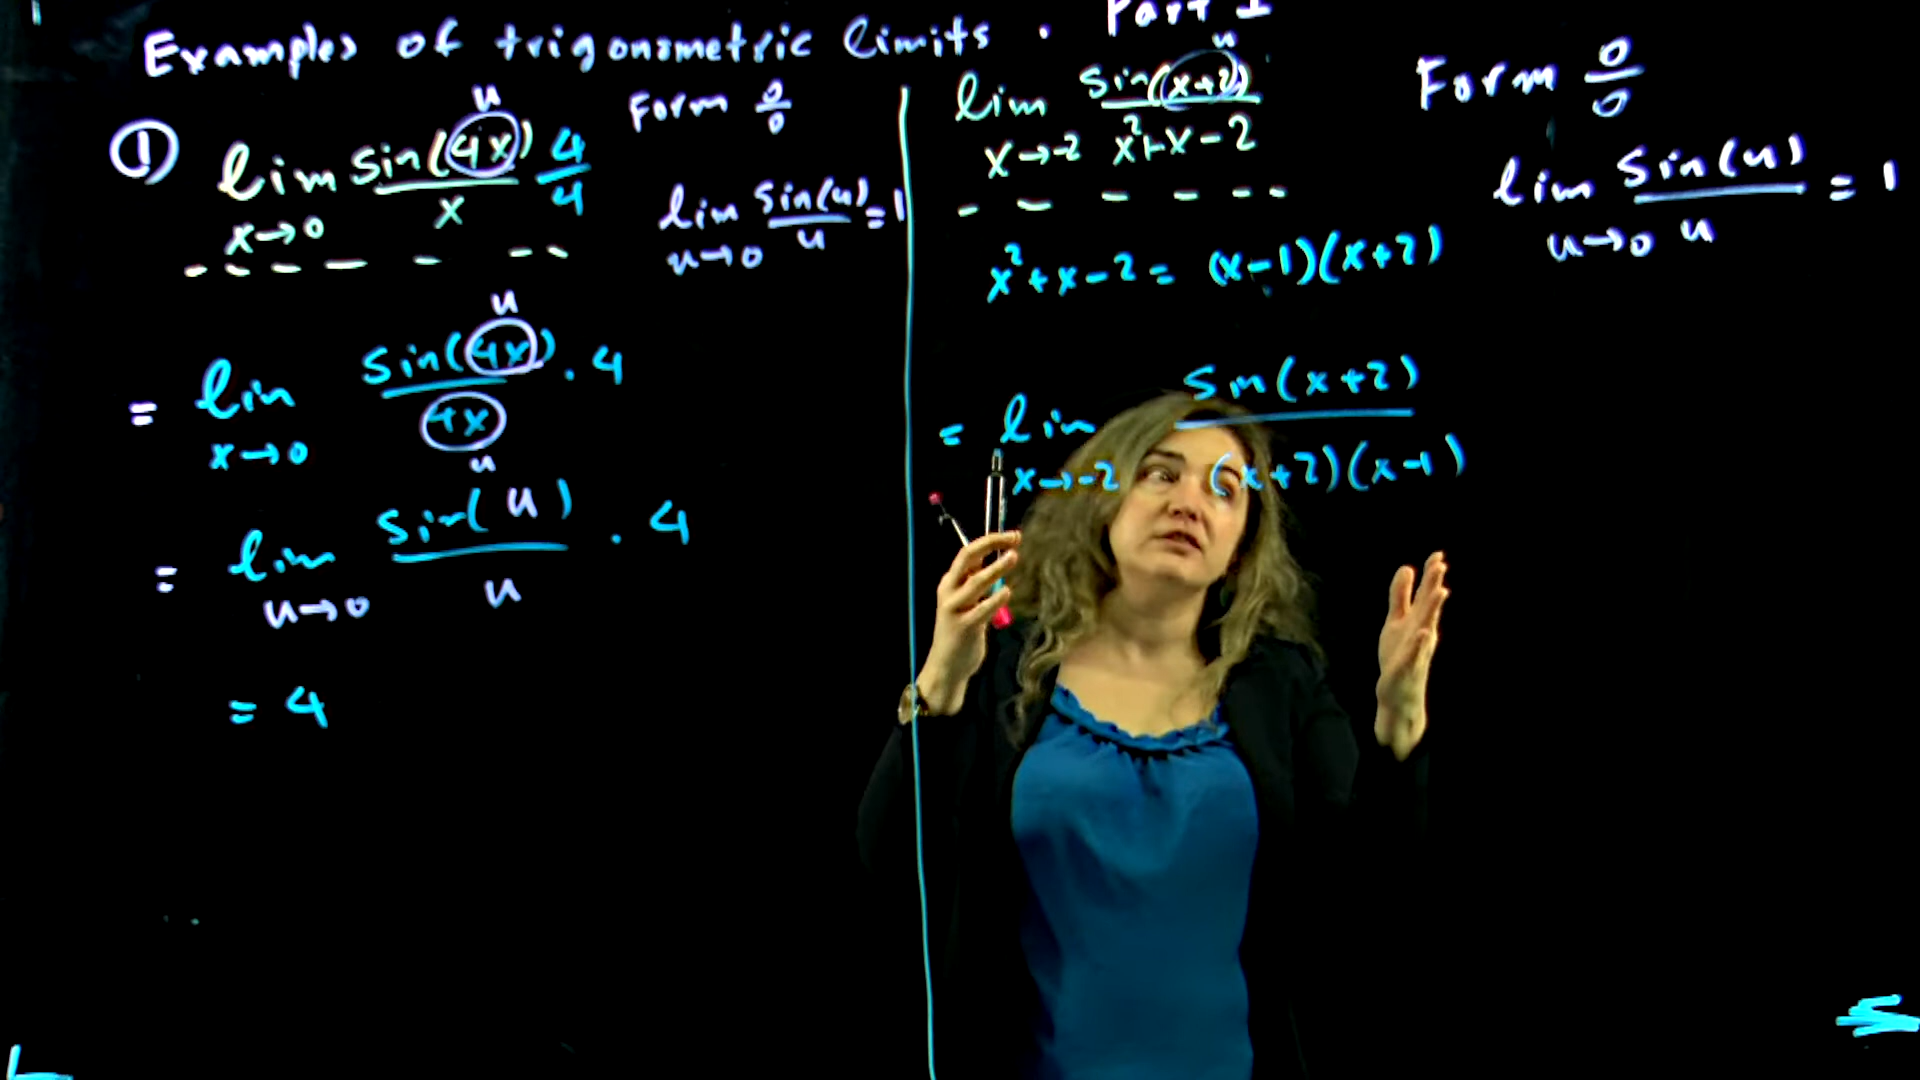 Examples of trigonometric limits. Part I
① lim x→0 sin(4x)/x 4/4
u
Form 0/0
lim u→0 sin(u)/u = 1
= lim x→0 sin(4x)/4x · 4
u
u
= lim u→0 sin(u)/u · 4
= 4
u
lim x→-2 sin(x+2)/x²+x-2
Form 0/0
lim u→0 sin(u)/u = 1
x²+x-2 = (x-1)(x+2)
= lim x→-2 sin(x+2)/(x+2)(x-1)